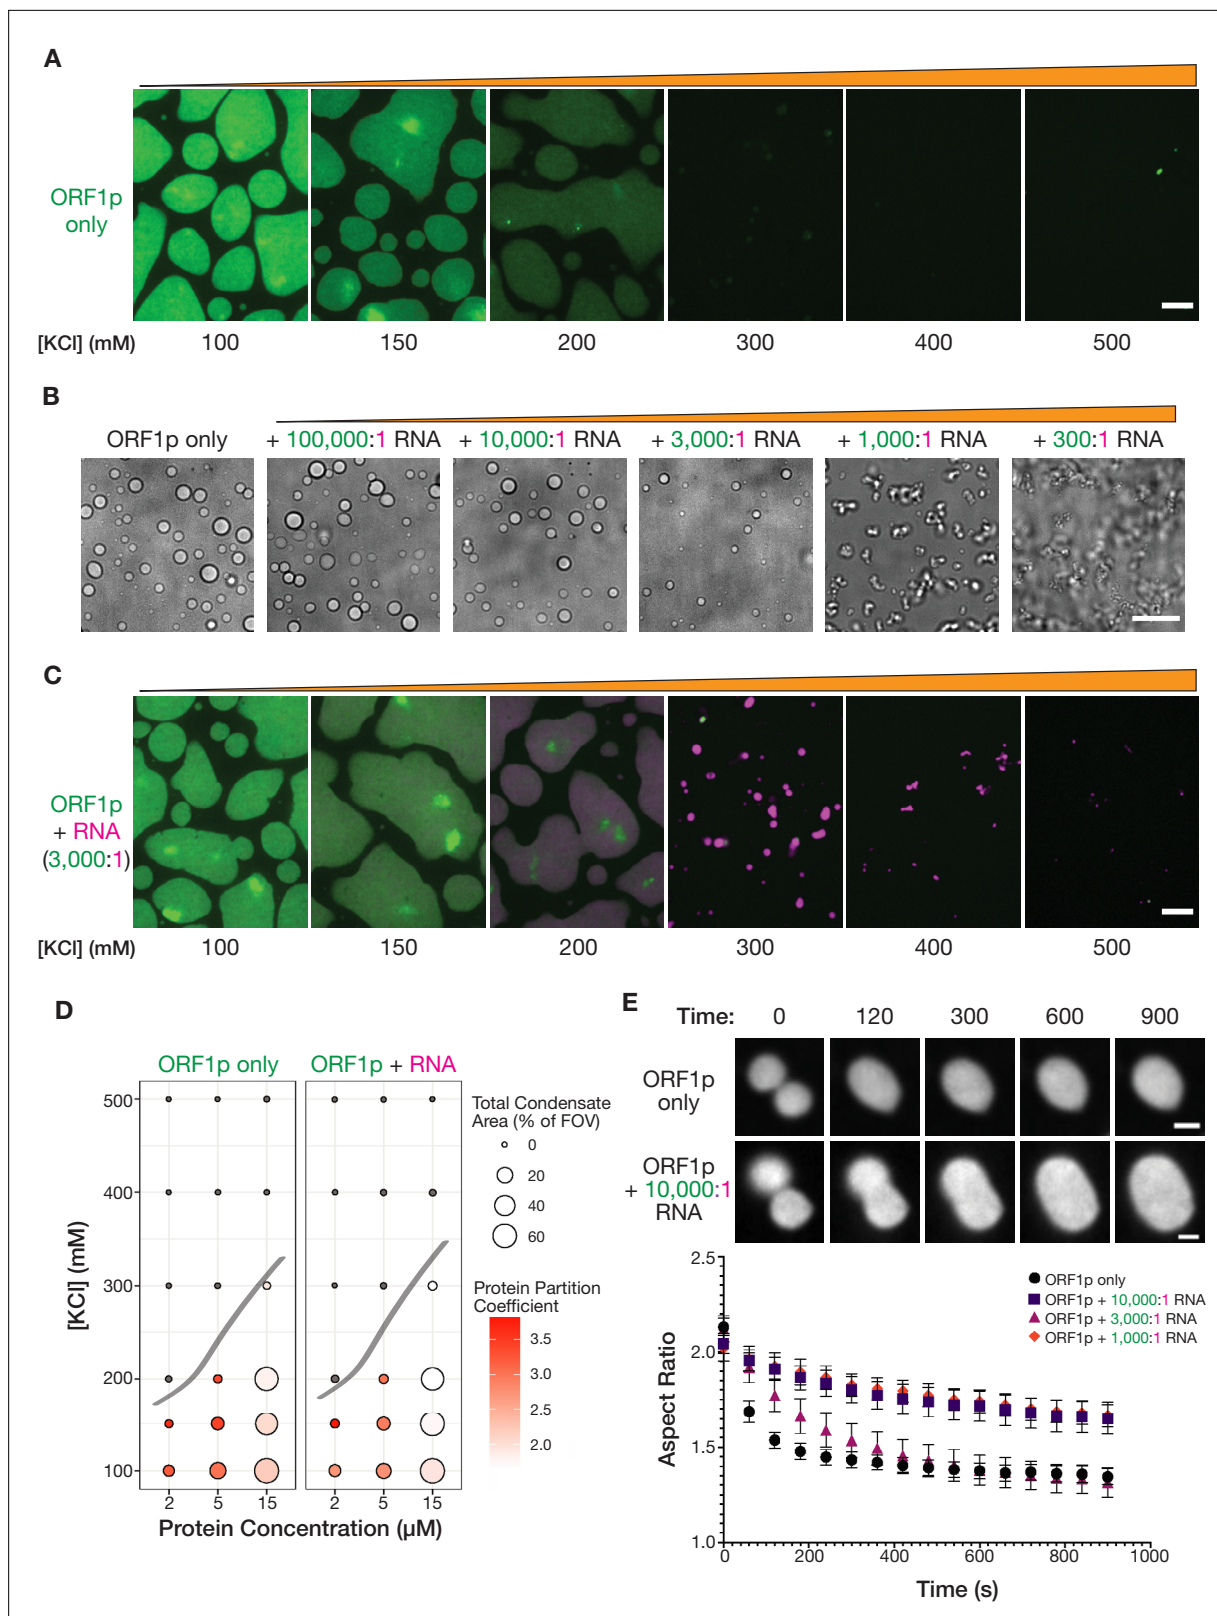 A
ORF1p
only
[KCl] (mM) 100 150 200 300 400 500
B
ORF1p only + 100,000:1 RNA + 10,000:1 RNA + 3,000:1 RNA + 1,000:1 RNA + 300:1 RNA
C
ORF1p
+ RNA
(3,000:1)
[KCl] (mM) 100 150 200 300 400 500
D
ORF1p only ORF1p + RNA
[KCl] (mM)
500
400
300
200
100
2 5 15 2 5 15
Protein Concentration (µM)
Total Condensate
Area (% of FOV)
0
20
40
60
Protein Partition
Coefficient
3.5
3.0
2.5
2.0
E
Time: 0 120 300 600 900
ORF1p
only
ORF1p
+ 10,000:1
RNA
Aspect Ratio
2.5
2.0
1.5
1.0
ORF1p only
ORF1p + 10,000:1 RNA
ORF1p + 3,000:1 RNA
ORF1p + 1,000:1 RNA
0 200 400 600 800 1000
Time (s)